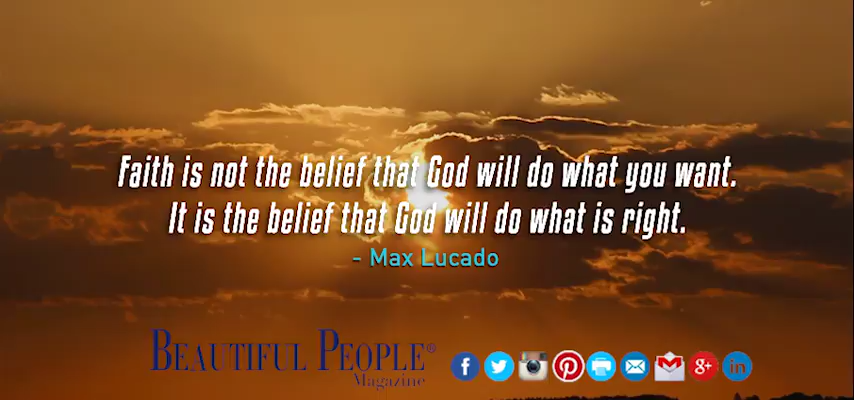 Faith is not the belief that God will do what you want.
It is the belief that God will do what is right.
- Max Lucado
BEAUTIFUL PEOPLE®
Magazine
f
g+
in